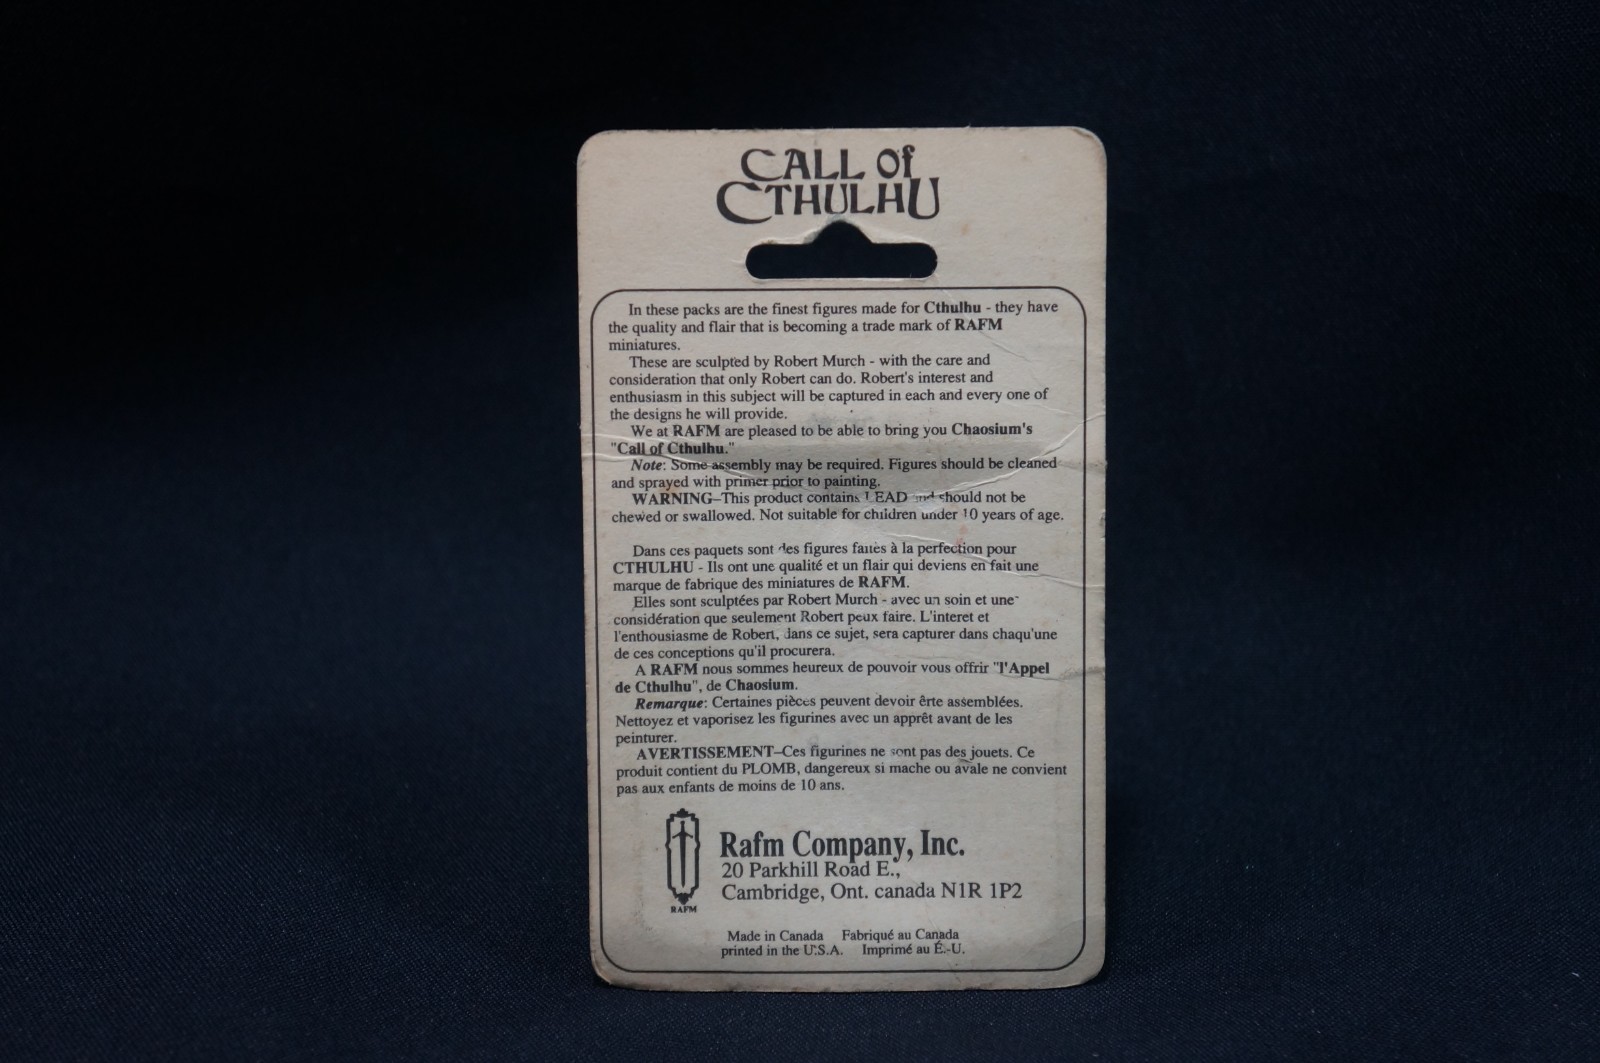 CALL Of
CTHULHU
In these packs are the finest figures made for Cthulhu - they have
the quality and flair that is becoming a trade mark of RAFM
miniatures.
These are sculpted by Robert Murch - with the care and
consideration that only Robert can do. Robert's interest and
enthusiasm in this subject will be captured in each and every one of
the designs he will provide.
We at RAFM are pleased to be able to bring you Chaosium's
"Call of Cthulhu."
Note: Some assembly may be required. Figures should be cleaned
and sprayed with primer prior to painting.
WARNING–This product contains LEAD and should not be
chewed or swallowed. Not suitable for children under 10 years of age.
Dans ces paquets sont des figures faites à la perfection pour
CTHULHU - Ils ont une qualité et un flair qui deviens en fait une
marque de fabrique des miniatures de RAFM.
Elles sont sculptées par Robert Murch - avec un soin et une
considération que seulement Robert peux faire. L'interet et
l'enthousiasme de Robert, dans ce sujet, sera capturer dans chaqu'une
de ces conceptions qu'il procurera.
A RAFM nous sommes heureux de pouvoir vous offrir "l'Appel
de Cthulhu", de Chaosium.
Remarque: Certaines pièces peuvent devoir êrte assemblées.
Nettoyez et vaporisez les figurines avec un apprêt avant de les
peinturer.
AVERTISSEMENT–Ces figurines ne sont pas des jouets. Ce
produit contient du PLOMB, dangereux si mache ou avale ne convient
pas aux enfants de moins de 10 ans.
RAFM
Rafm Company, Inc.
20 Parkhill Road E.,
Cambridge, Ont. canada N1R 1P2
Made in Canada Fabriqué au Canada
printed in the U.S.A. Imprimé au É.-U.